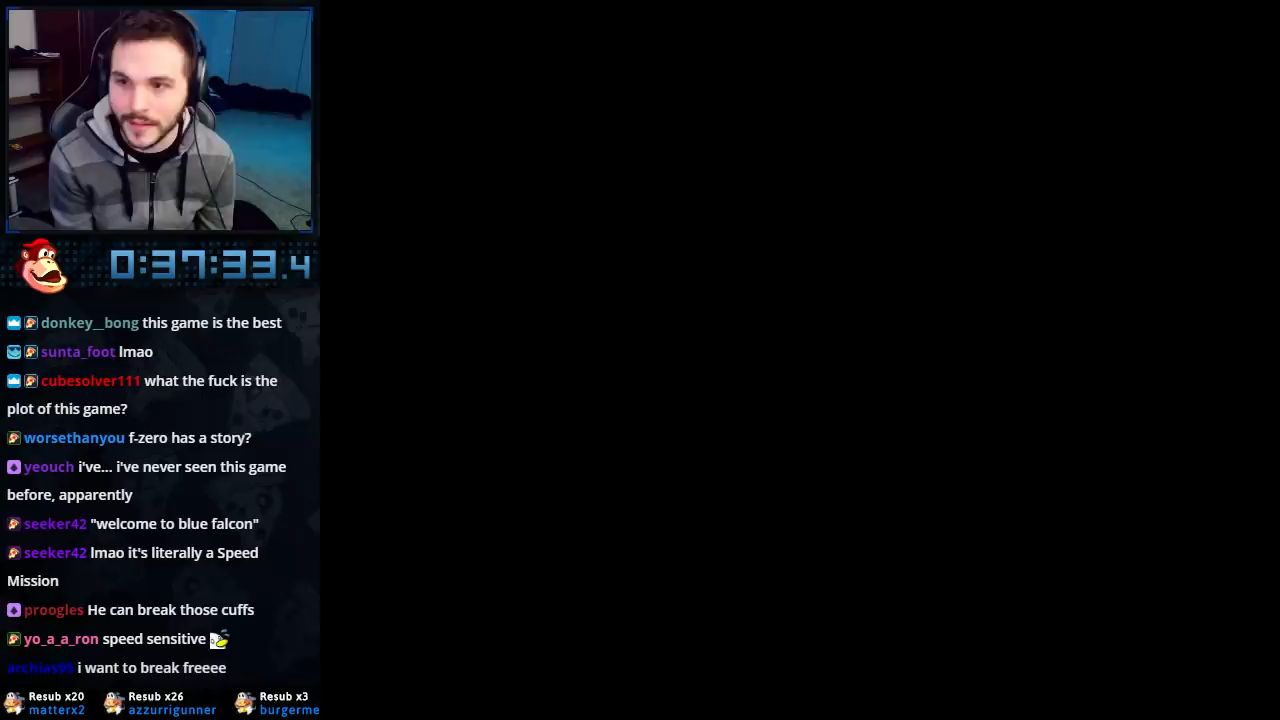 0:37:33.4
donkey__bong this game is the best
sunta_foot lmao
cubesolver111 what the fuck is the
plot of this game?
worsethanyou f-zero has a story?
yeouch i've... i've never seen this game
before, apparently
seeker42 "welcome to blue falcon"
seeker42 lmao it's literally a Speed
Mission
proogles He can break those cuffs
yo_a_a_ron speed sensitive
archias95 i want to break freeee
Resub x20 Resub x26 Resub x3
matterx2 azzurrigunner burgerme